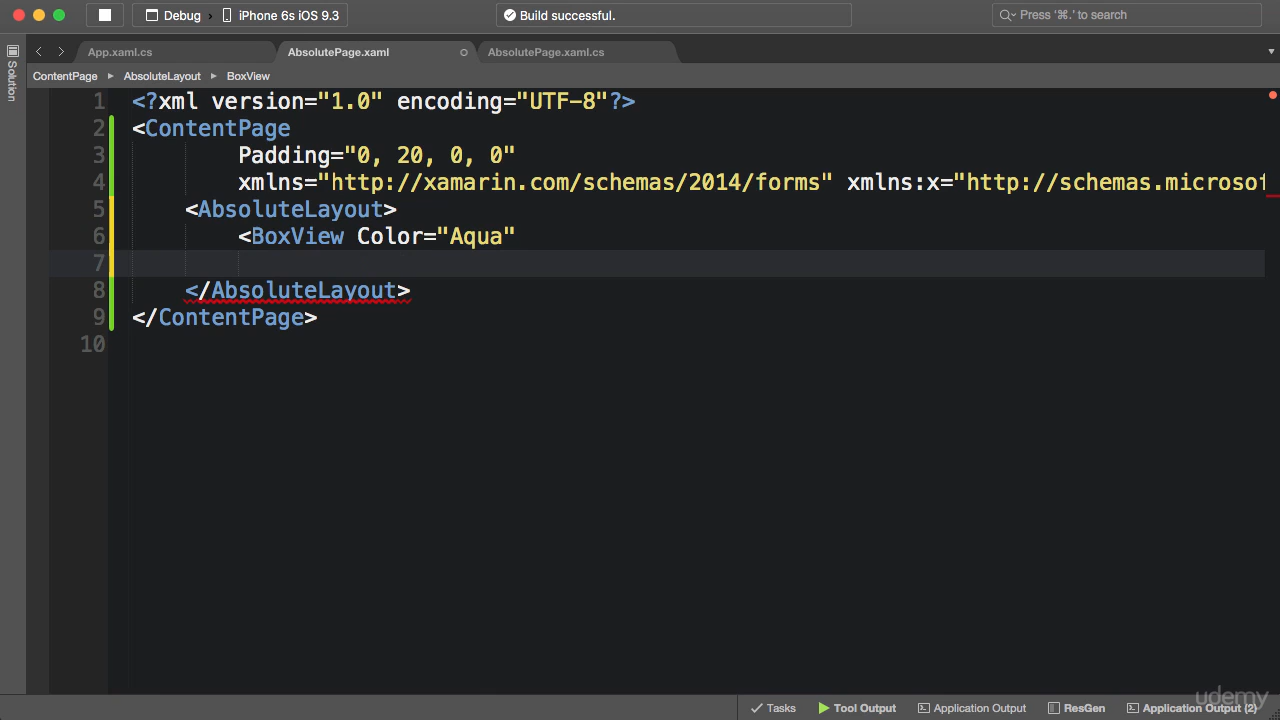 Debug › iPhone 6s iOS 9.3
Build successful.
Press '⌘.' to search
Solution
App.xaml.cs
AbsolutePage.xaml
AbsolutePage.xaml.cs
ContentPage ▸ AbsoluteLayout ▸ BoxView
1 <?xml version="1.0" encoding="UTF-8"?>
2 <ContentPage
3 Padding="0, 20, 0, 0"
4 xmlns="http://xamarin.com/schemas/2014/forms" xmlns:x="http://schemas.microsof
5 <AbsoluteLayout>
6 <BoxView Color="Aqua"
7
8 </AbsoluteLayout>
9 </ContentPage>
10
Tasks
Tool Output
Application Output
ResGen
Application Output (2)
udemy